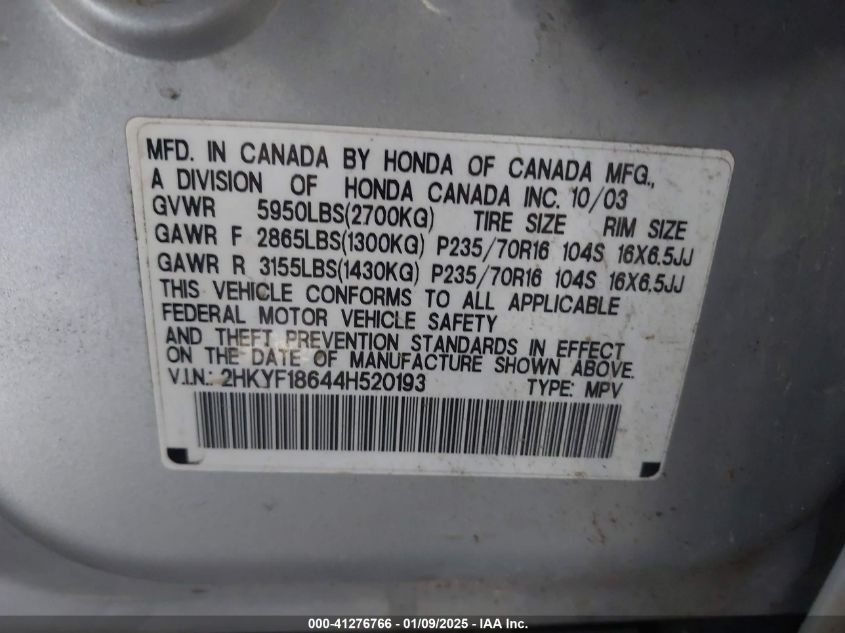 MFD. IN CANADA BY HONDA OF CANADA MFG.,
A DIVISION OF HONDA CANADA INC. 10/03
GVWR 5950LBS(2700KG) TIRE SIZE RIM SIZE
GAWR F 2865LBS(1300KG) P235/70R16 104S 16X6.5JJ
GAWR R 3155LBS(1430KG) P235/70R16 104S 16X6.5JJ
THIS VEHICLE CONFORMS TO ALL APPLICABLE
FEDERAL MOTOR VEHICLE SAFETY
AND THEFT PREVENTION STANDARDS IN EFFECT
ON THE DATE OF MANUFACTURE SHOWN ABOVE.
V.I.N.: 2HKYF18644H520193 TYPE: MPV
000-41276766 - 01/09/2025 - IAA Inc.